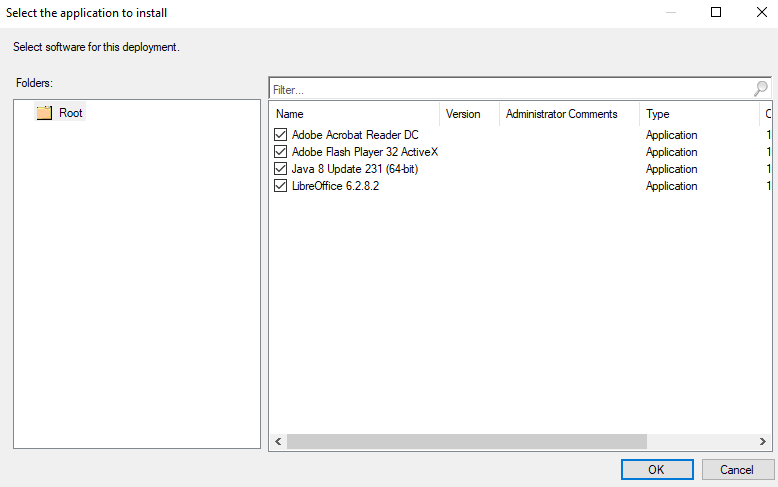 Select the application to install
Select software for this deployment.
Folders:
Root
Filter...
Name Version Administrator Comments Type
Adobe Acrobat Reader DC Application 1
Adobe Flash Player 32 ActiveX Application 1
Java 8 Update 231 (64-bit) Application 1
LibreOffice 6.2.8.2 Application 1
OK Cancel